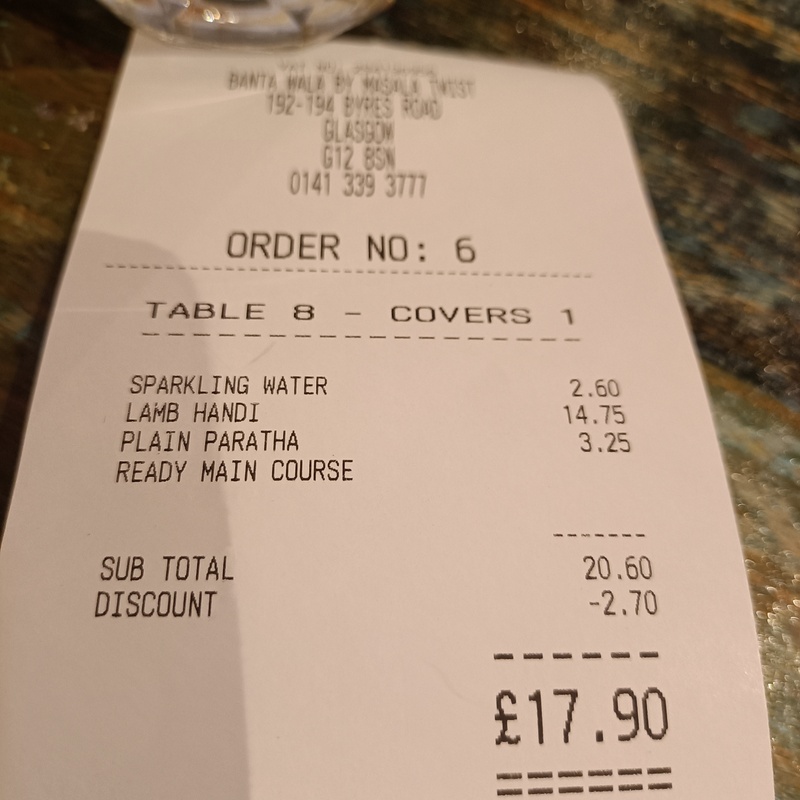 BANTA WALA BY MASALA TWIST
192-194 BYRES ROAD
GLASGOW
G12 8SN
0141 339 3777
ORDER NO: 6
TABLE 8 - COVERS 1
SPARKLING WATER 2.60
LAMB HANDI 14.75
PLAIN PARATHA 3.25
READY MAIN COURSE
SUB TOTAL 20.60
DISCOUNT -2.70
£17.90